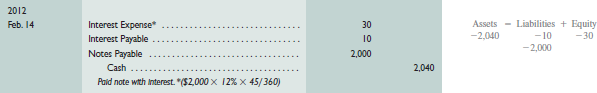 2012
Feb. 14 Interest Expense* .................................. 30 Assets = Liabilities + Equity
Interest Payable .................................. 10 −2,040 −10 −30
Notes Payable .................................. 2,000 −2,000
Cash .................................. 2,040
Paid note with interest. *($2,000 × 12% × 45/360)